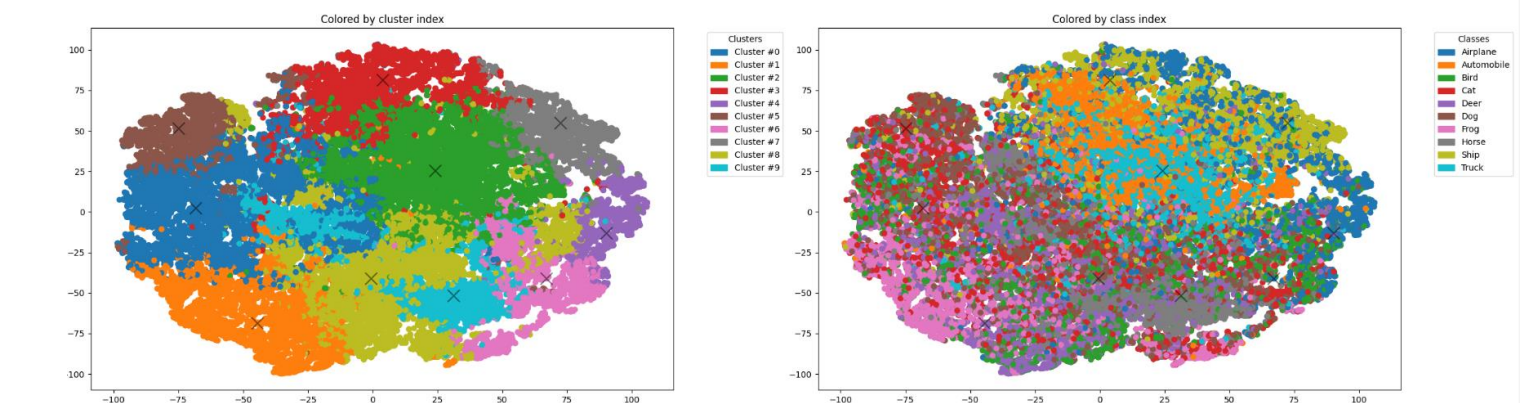 Colored by cluster index
100
75
50
25
0
−25
−50
−75
−100
−100
−75
−50
−25
0
25
50
75
100
Clusters
Cluster #0
Cluster #1
Cluster #2
Cluster #3
Cluster #4
Cluster #5
Cluster #6
Cluster #7
Cluster #8
Cluster #9
Colored by class index
100
75
50
25
0
−25
−50
−75
−100
−100
−75
−50
−25
0
25
50
75
100
Classes
Airplane
Automobile
Bird
Cat
Deer
Dog
Frog
Horse
Ship
Truck